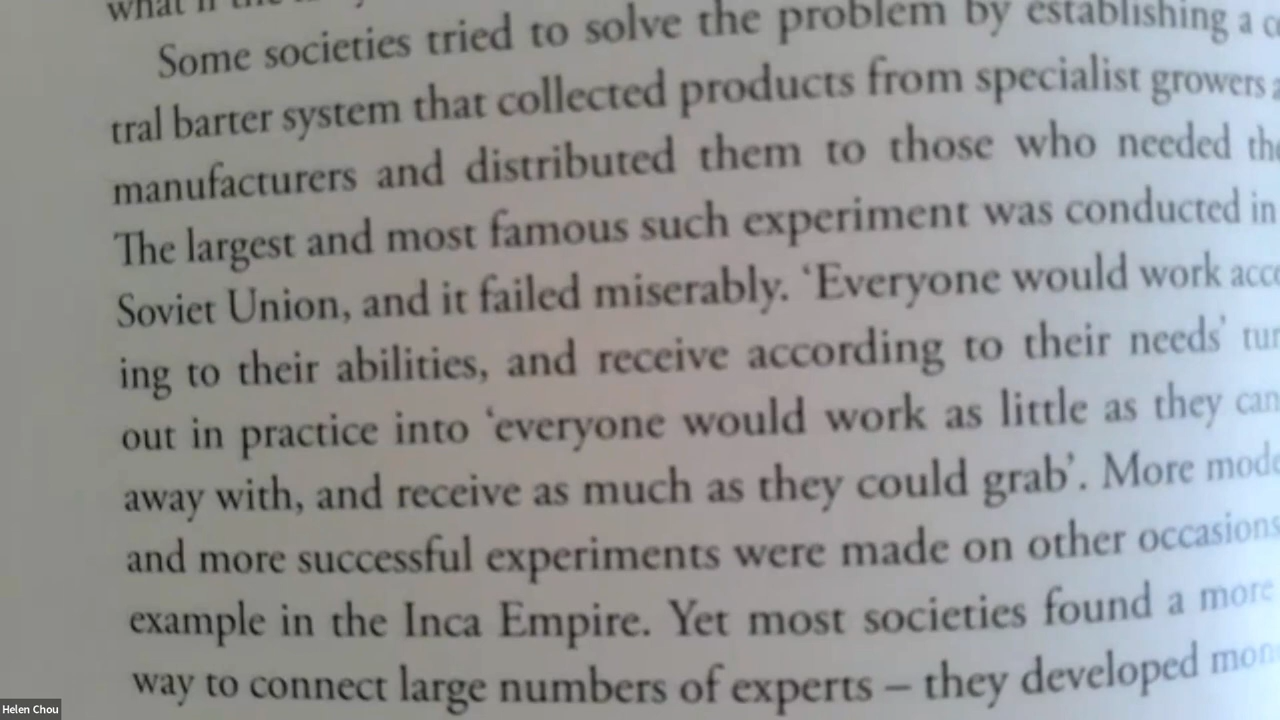 Some societies tried to solve the problem by establishing a
tral barter system that collected products from specialist growers
manufacturers and distributed them to those who needed
The largest and most famous such experiment was conducted in
Soviet Union, and it failed miserably. ‘Everyone would work
ing to their abilities, and receive according to their needs’
out in practice into ‘everyone would work as little as they can
away with, and receive as much as they could grab’. More
and more successful experiments were made on other occasions
example in the Inca Empire. Yet most societies found a more
way to connect large numbers of experts – they developed
Helen Chou